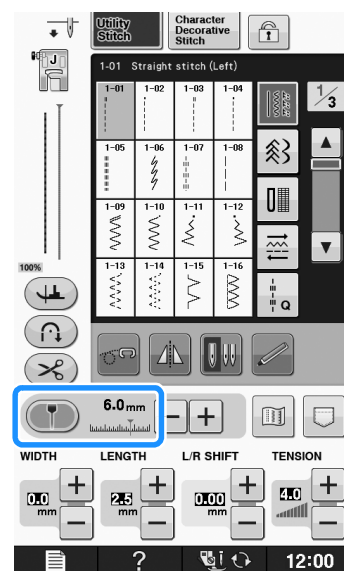 Utility Stitch
Character Decorative Stitch
J
1-01 Straight stitch (Left)
1-01 1-02 1-03 1-04
1/3
1-05 1-06 1-07 1-08
1-09 1-10 1-11 1-12
1-13 1-14 1-15 1-16
100%
Q
6.0 mm
- +
WIDTH LENGTH L/R SHIFT TENSION
+ + + +
0.0 mm 2.5 mm 0.00 mm 4.0
- - - -
? 12:00